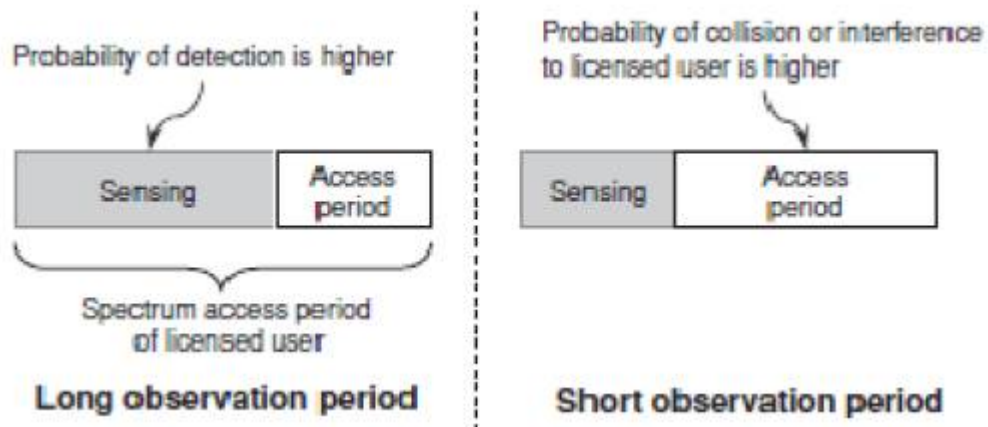 Probability of detection is higher
Sensing
Access
period
Spectrum access period
of licensed user
Long observation period
Probability of collision or interference
to licensed user is higher
Sensing
Access
period
Short observation period